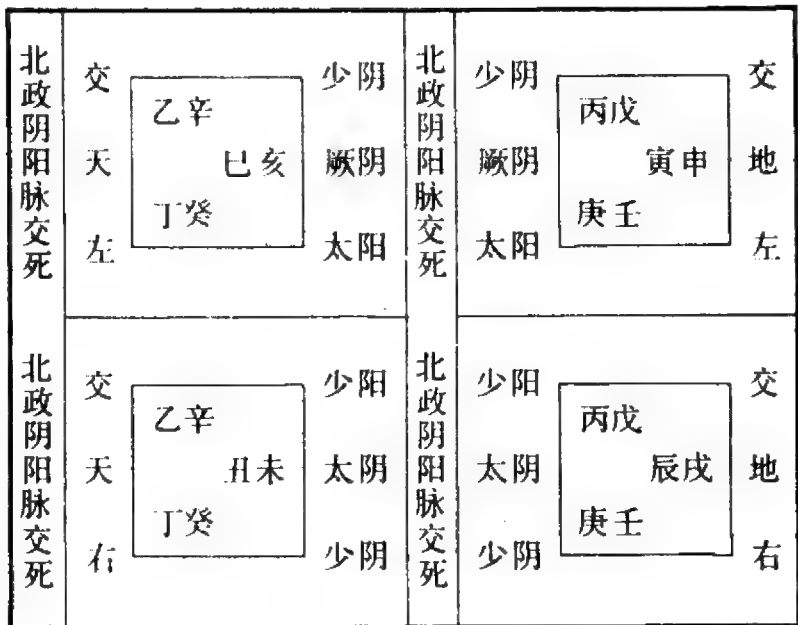 北政阴阳脉交死
交天左
乙辛
巳亥
丁癸
少阴
厥阴
太阳
北政阴阳脉交死
少阴
厥阴
太阳
丙戊
寅申
庚壬
交地左
北政阴阳脉交死
交天右
乙辛
丑未
丁癸
少阳
太阴
少阴
北政阴阳脉交死
少阳
太阴
少阴
丙戊
辰戌
庚壬
交地右